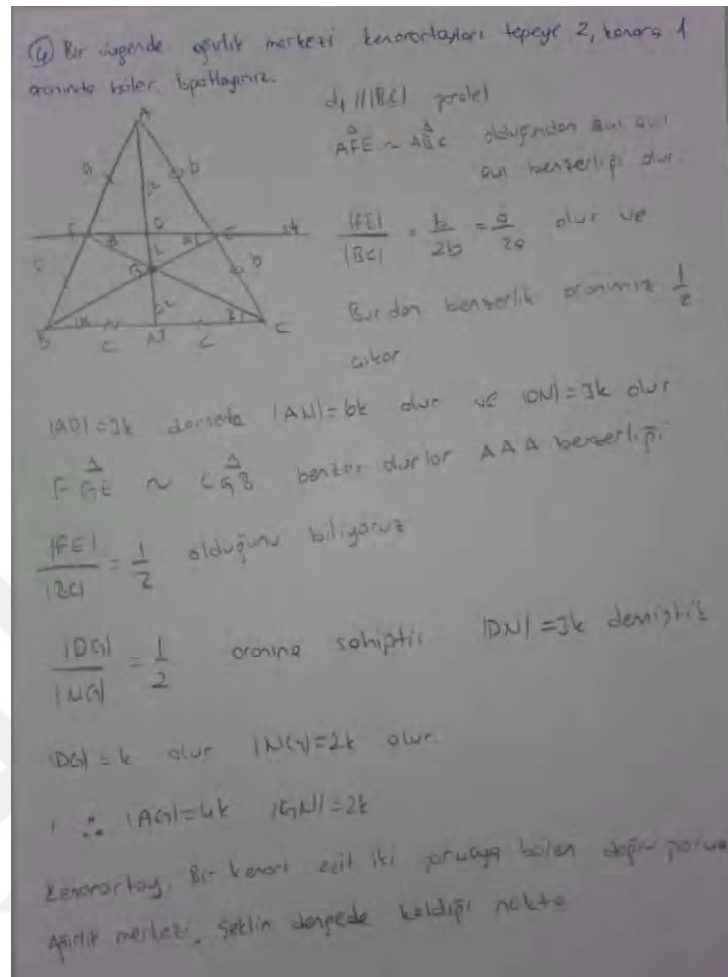 ④ Bir üçgende ağırlık merkezi kenarortayları tepeye 2, kenara 1
oranında böler. İspatlayınız.
d₁ // |BC| paralel
AFE ~ ABC olduğundan açı açı
açı benzerliği olur.
|FE| / |BC| = b / 2b = a / 2a olur ve
Burdan benzerlik oranımız 1/2
çıkar
|AD|=3k dersek |AN|=6k olur ve |DN|=3k olur
FGE ~ CGB benzer olurlar AAA benzerliği
|FE| / |BC| = 1/2 olduğunu biliyoruz
|DG| / |NG| = 1/2 oranına sahiptir |DN|=3k demiştik
|DG|=k olur |NG|=2k olur.
∴ |AG|=4k |GN|=2k
Kenarortay. Bir kenarı eşit iki parçaya bölen doğru
Ağırlık merkezi. Şeklin dengede kaldığı nokta
A
a b
F D E
G
b
B c N c C